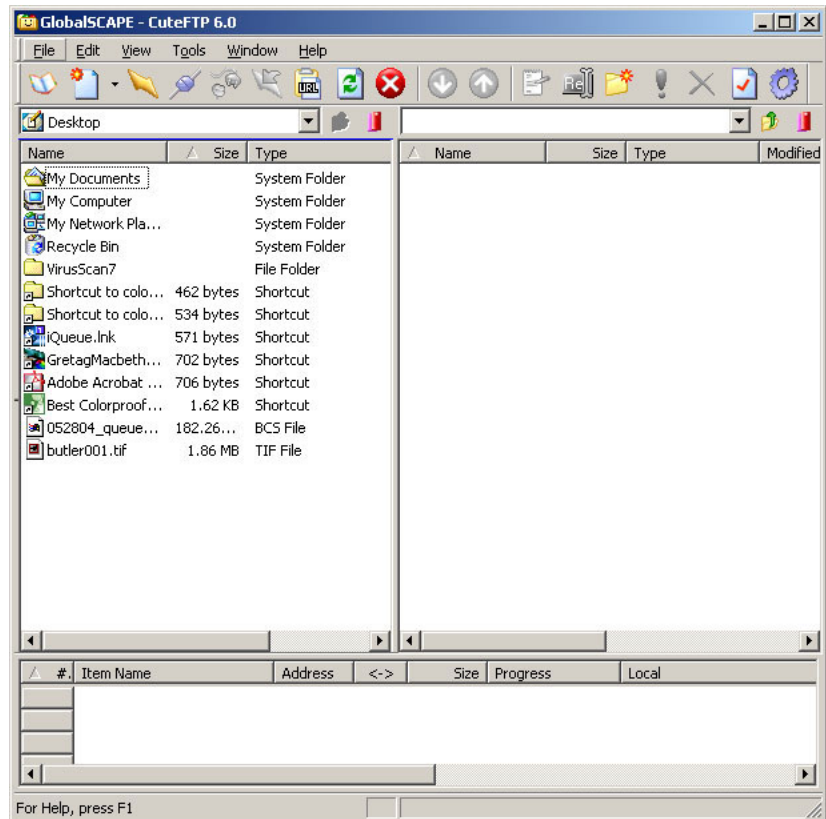 GlobalSCAPE - CuteFTP 6.0
File Edit View Tools Window Help
URL
Desktop
Name Size Type Name Size Type Modified
My Documents System Folder
My Computer System Folder
My Network Pla... System Folder
Recycle Bin System Folder
VirusScan7 File Folder
Shortcut to colo... 462 bytes Shortcut
Shortcut to colo... 534 bytes Shortcut
iQueue.lnk 571 bytes Shortcut
GretagMacbeth... 702 bytes Shortcut
Adobe Acrobat ... 706 bytes Shortcut
Best Colorproof... 1.62 KB Shortcut
052804_queue... 182.26... BCS File
butler001.tif 1.86 MB TIF File
#. Item Name Address <-> Size Progress Local
For Help, press F1